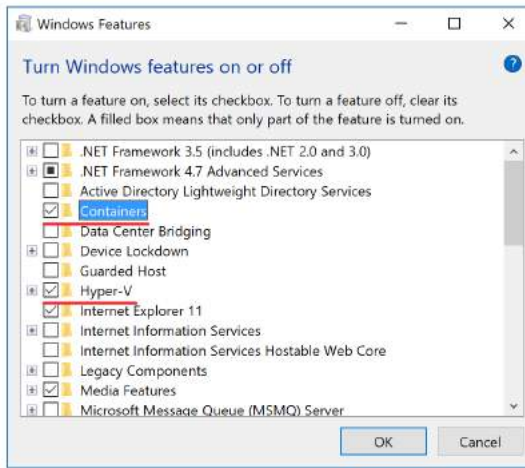 Windows Features
Turn Windows features on or off
?
To turn a feature on, select its checkbox. To turn a feature off, clear its
checkbox. A filled box means that only part of the feature is turned on.
.NET Framework 3.5 (includes .NET 2.0 and 3.0)
.NET Framework 4.7 Advanced Services
Active Directory Lightweight Directory Services
Containers
Data Center Bridging
Device Lockdown
Guarded Host
Hyper-V
Internet Explorer 11
Internet Information Services
Internet Information Services Hostable Web Core
Legacy Components
Media Features
Microsoft Message Queue (MSMQ) Server
OK Cancel